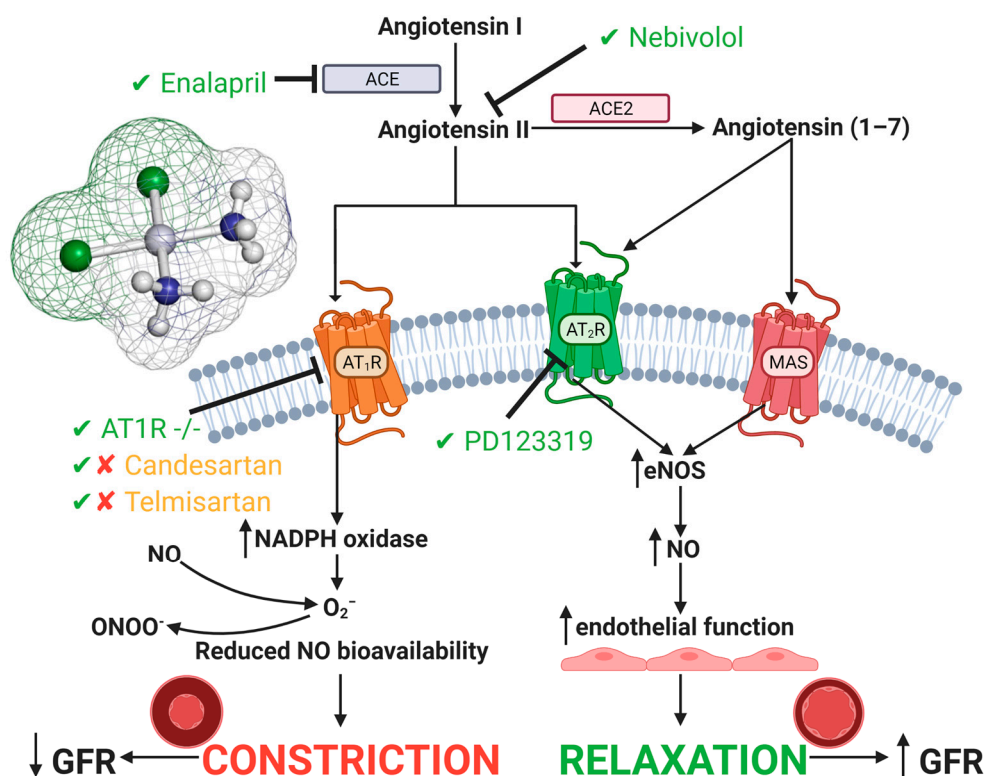 Angiotensin I
✔ Nebivolol
✔ Enalapril
ACE
ACE2
Angiotensin II
Angiotensin (1–7)
AT₁R
AT₂R
MAS
✔ AT1R -/-
✔✘ Candesartan
✔✘ Telmisartan
✔ PD123319
↑eNOS
↑NADPH oxidase
NO
↑NO
O₂⁻
ONOO⁻
↑endothelial function
Reduced NO bioavailability
↓ GFR
CONSTRICTION
RELAXATION
↑ GFR